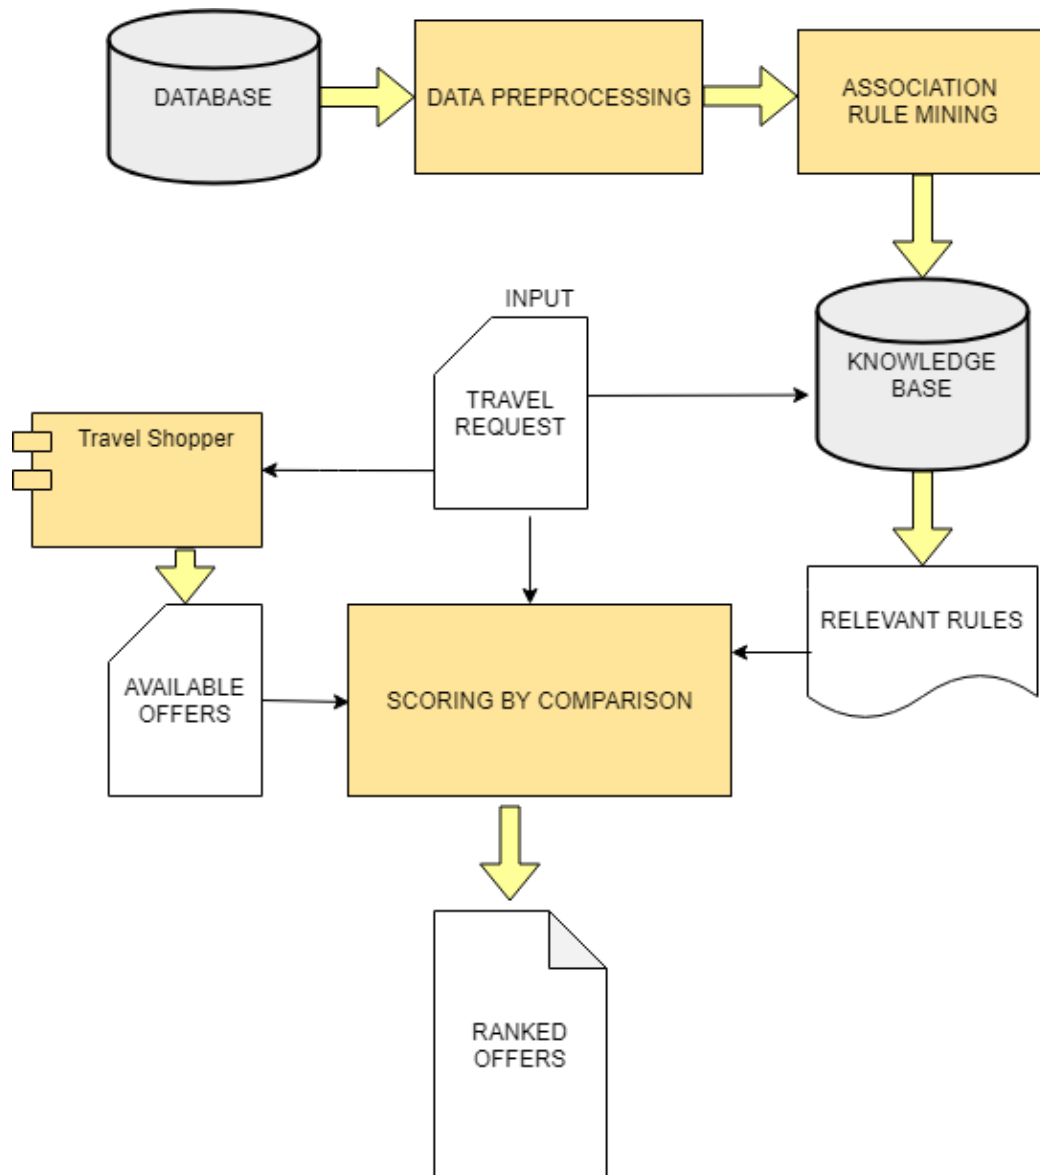 DATABASE
DATA PREPROCESSING
ASSOCIATION
RULE MINING
INPUT
TRAVEL
REQUEST
KNOWLEDGE
BASE
Travel Shopper
AVAILABLE
OFFERS
SCORING BY COMPARISON
RELEVANT RULES
RANKED
OFFERS